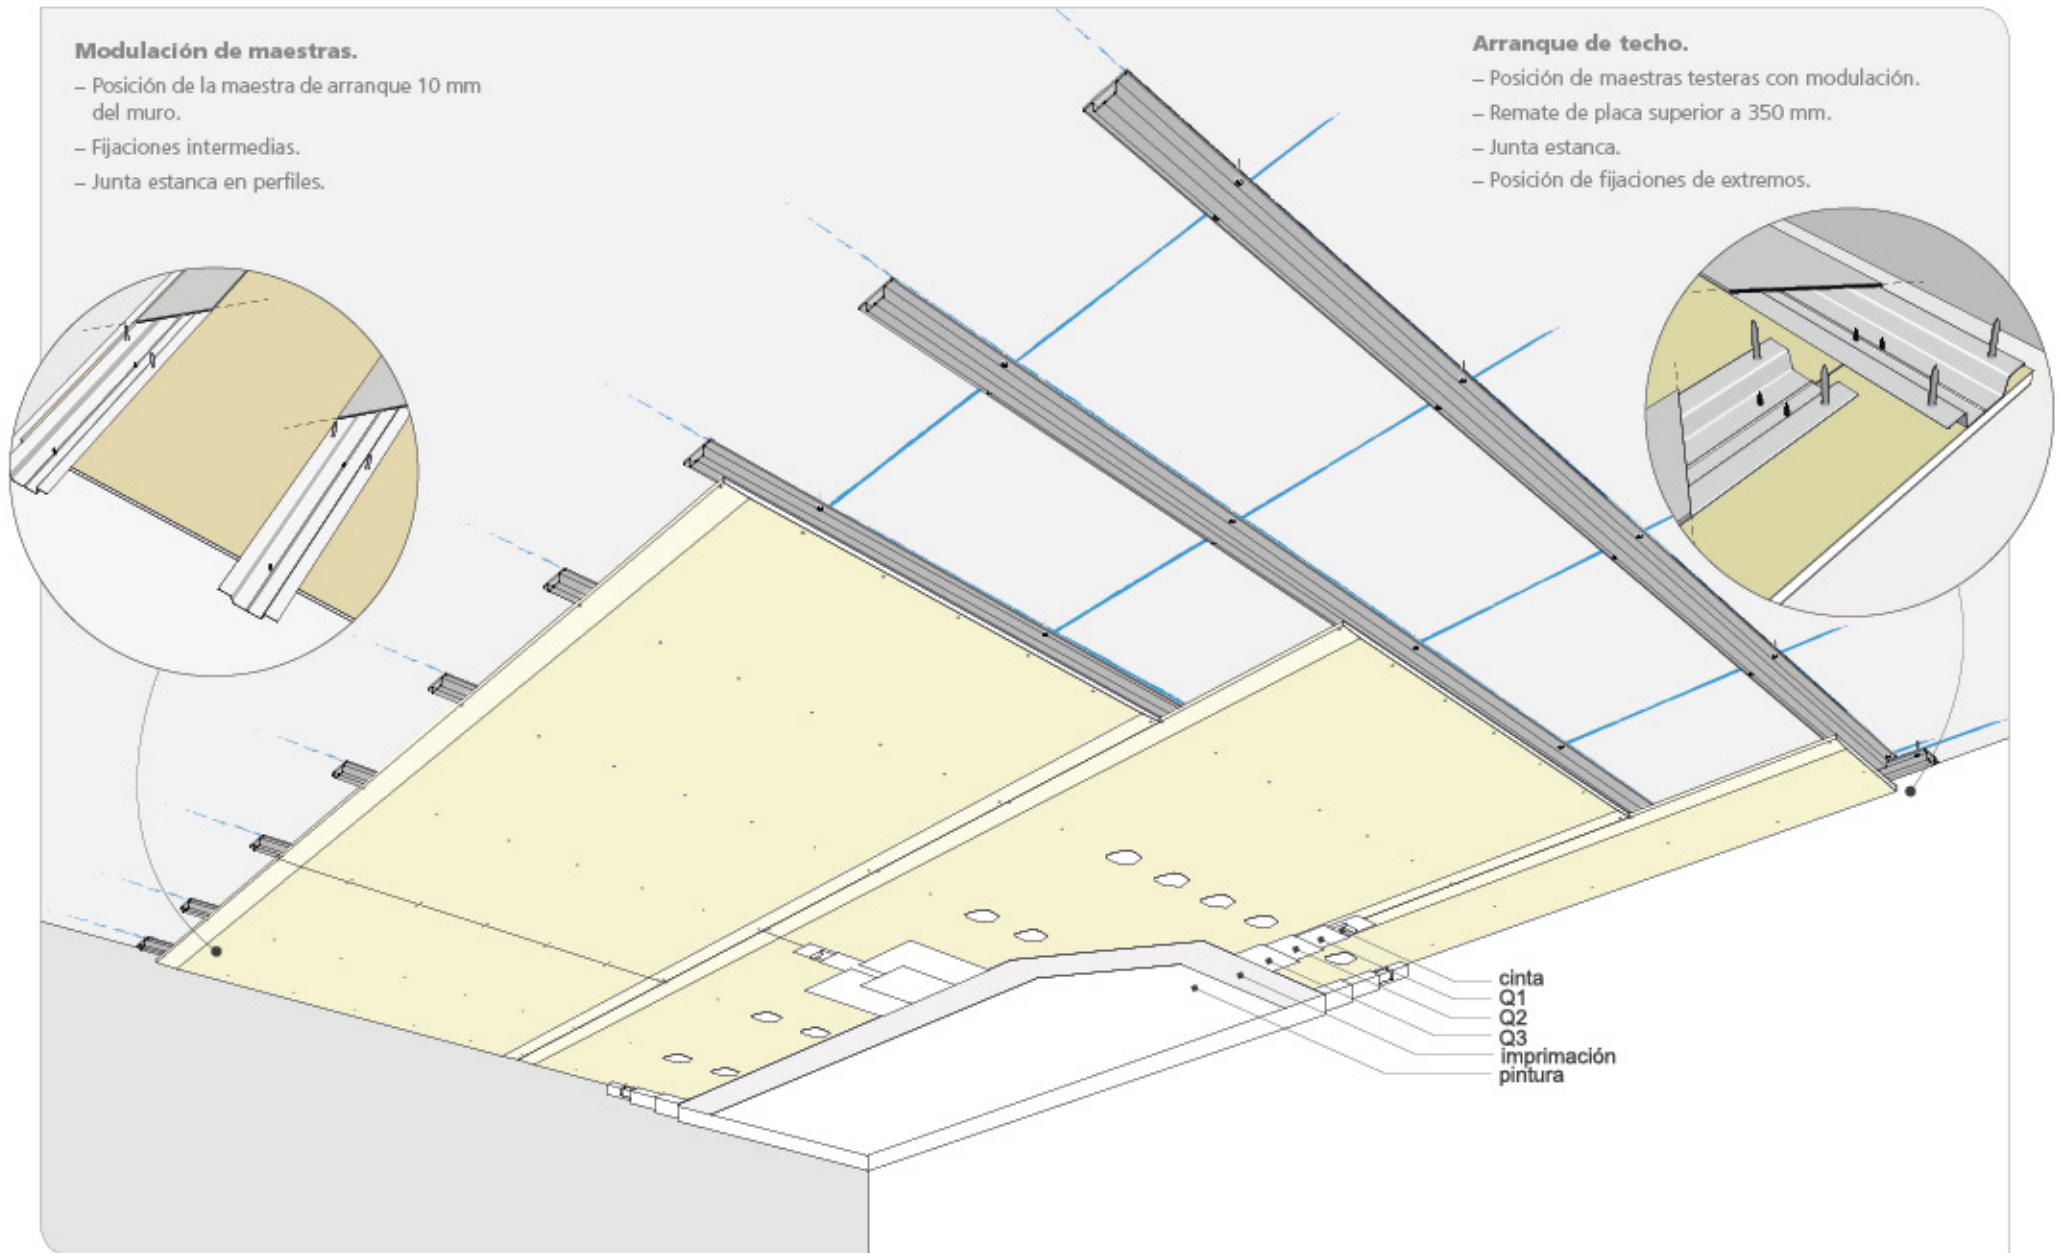 Modulación de maestras.
– Posición de la maestra de arranque 10 mm
del muro.
– Fijaciones intermedias.
– Junta estanca en perfiles.
Arranque de techo.
– Posición de maestras testeras con modulación.
– Remate de placa superior a 350 mm.
– Junta estanca.
– Posición de fijaciones de extremos.
cinta
Q1
Q2
Q3
imprimación
pintura